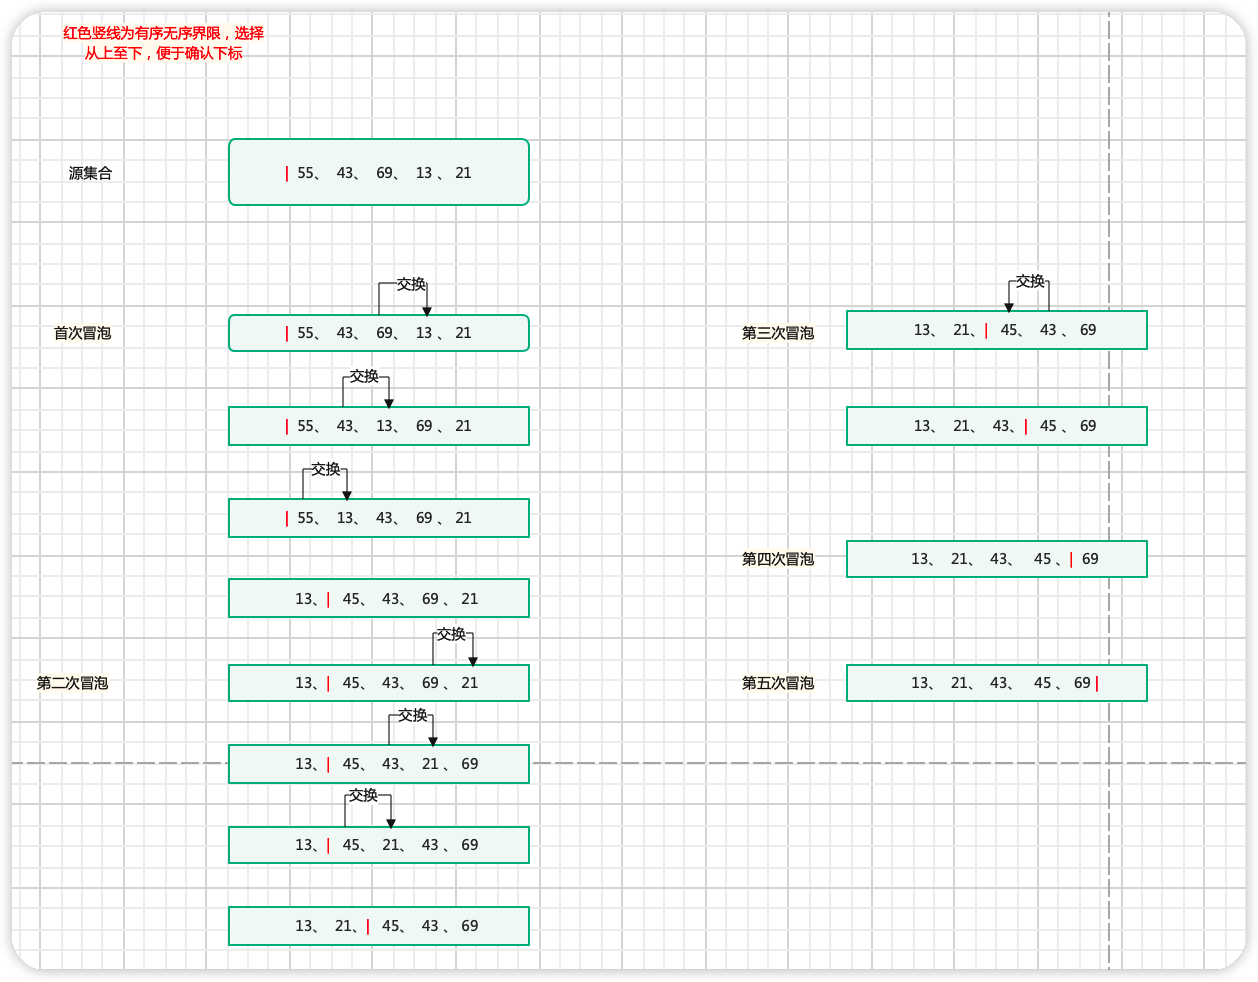 红色竖线为有序无序界限，选择
从上至下，便于确认下标
源集合
| 55、 43、 69、 13 、 21
交换
首次冒泡
| 55、 43、 69、 13 、 21
交换
| 55、 43、 13、 69 、 21
交换
| 55、 13、 43、 69 、 21
13、| 45、 43、 69 、 21
交换
第二次冒泡
13、| 45、 43、 69 、 21
交换
13、| 45、 43、 21 、 69
交换
13、| 45、 21、 43 、 69
13、 21、| 45、 43 、 69
交换
第三次冒泡
13、 21、| 45、 43 、 69
13、 21、 43、| 45 、 69
第四次冒泡
13、 21、 43、 45 、| 69
第五次冒泡
13、 21、 43、 45 、 69 |